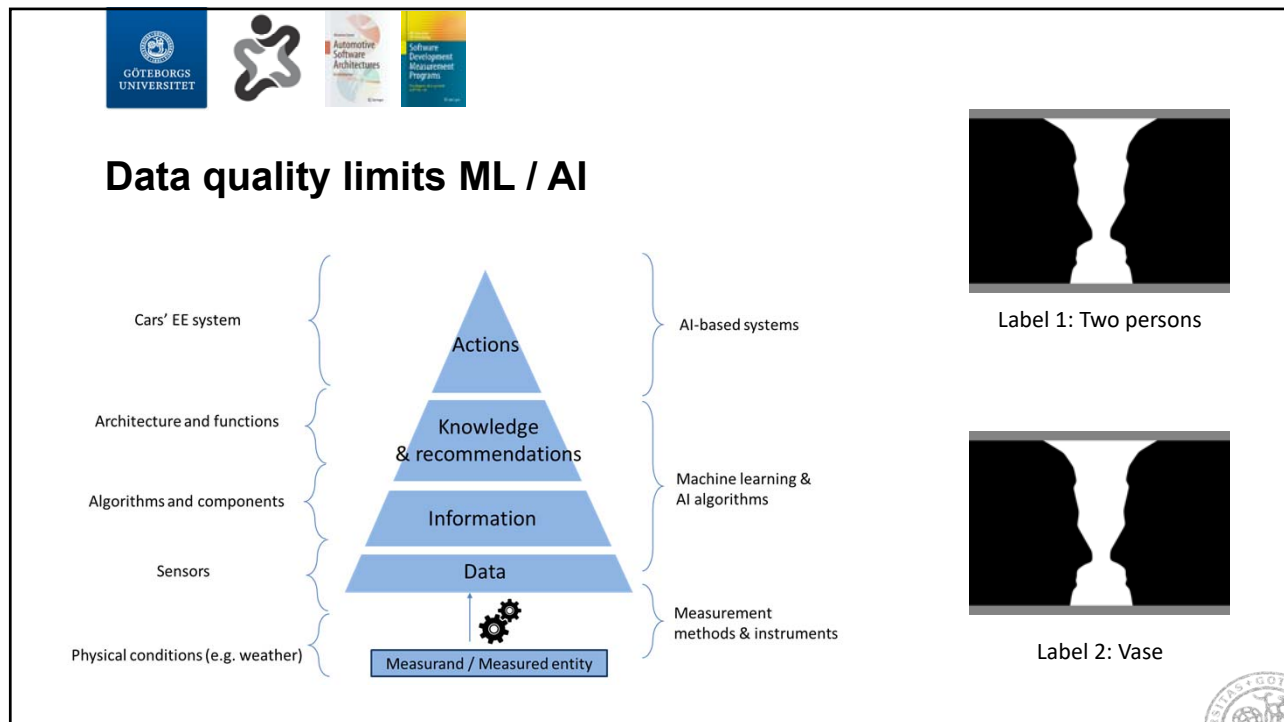 GÖTEBORGS
UNIVERSITET
Automotive
Software
Architectures
Software
Development
Measurement
Programs
Data quality limits ML / AI
Cars' EE system
Architecture and functions
Algorithms and components
Sensors
Physical conditions (e.g. weather)
Actions
Knowledge
& recommendations
Information
Data
Measurand / Measured entity
AI-based systems
Machine learning &
AI algorithms
Measurement
methods & instruments
Label 1: Two persons
Label 2: Vase